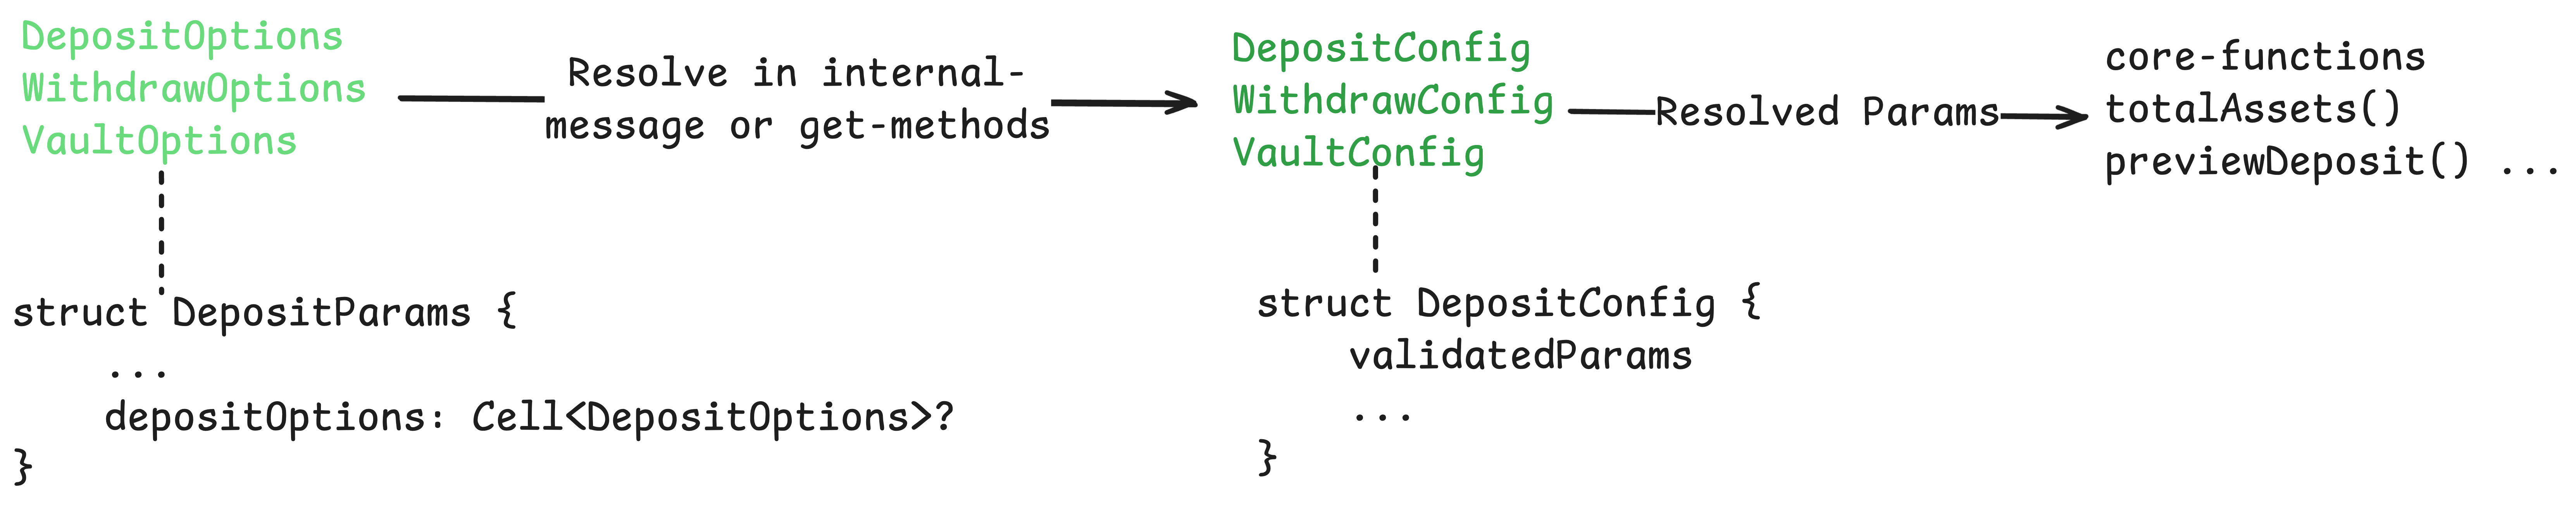 DepositOptions
WithdrawOptions
VaultOptions
Resolve in internal-
message or get-methods
DepositConfig
WithdrawConfig
VaultConfig
Resolved Params
core-functions
totalAssets()
previewDeposit() ...
struct DepositParams {
...
depositOptions: Cell<DepositOptions>?
}
struct DepositConfig {
validatedParams
...
}